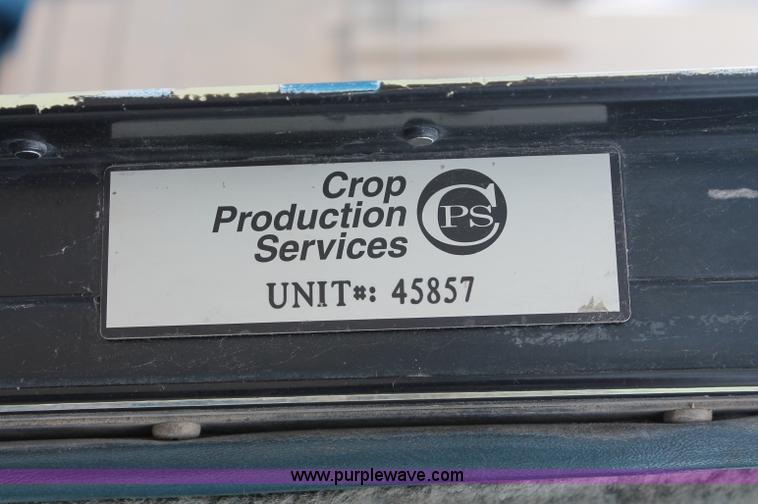 Crop
Production
Services
CPS
UNIT#: 45857
www.purplewave.com